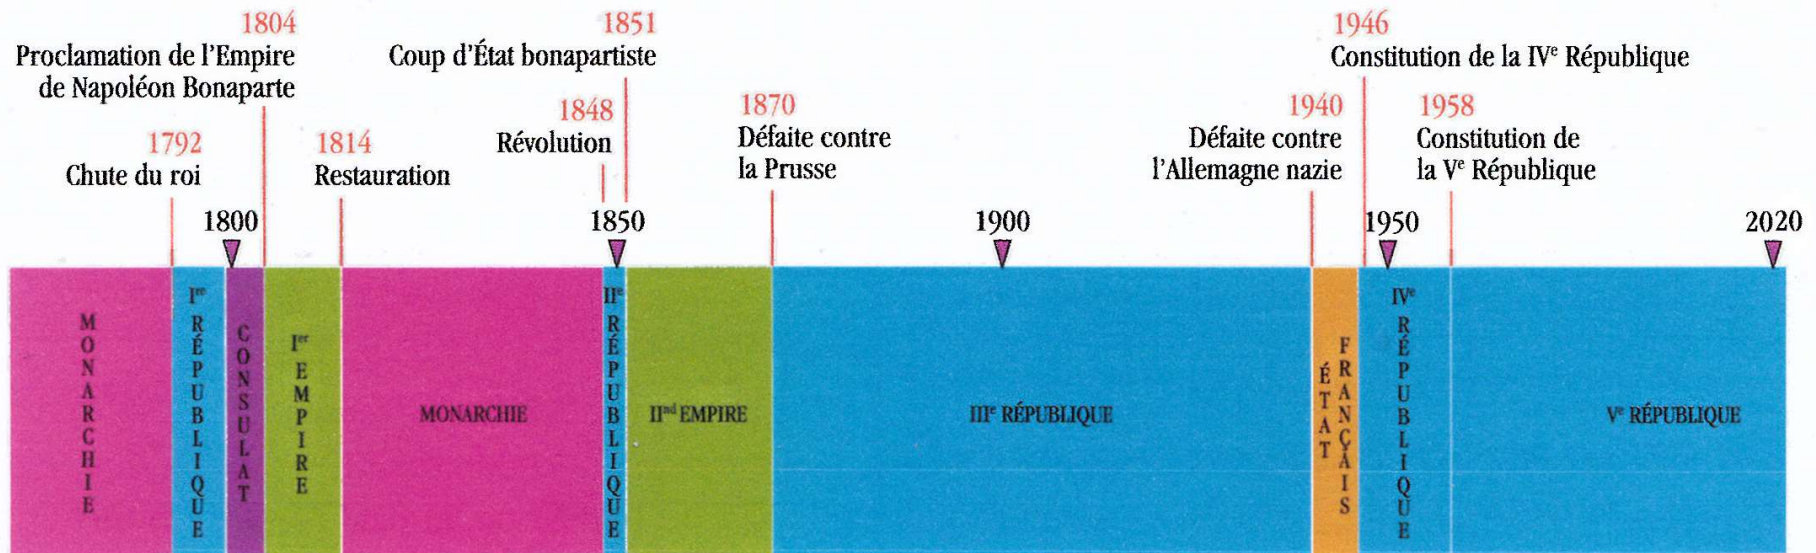 1804
Proclamation de l'Empire
de Napoléon Bonaparte
1851
Coup d'État bonapartiste
1946
Constitution de la IVᵉ République
1792
Chute du roi
1814
Restauration
1848
Révolution
1870
Défaite contre
la Prusse
1940
Défaite contre
l'Allemagne nazie
1958
Constitution de
la Vᵉ République
1800
1850
1900
1950
2020
MONARCHIE
Iʳᵉ RÉPUBLIQUE
CONSULAT
Iᵉʳ EMPIRE
MONARCHIE
IIᵉ RÉPUBLIQUE
IIⁿᵈ EMPIRE
IIIᵉ RÉPUBLIQUE
ÉTAT
FRANÇAIS
IVᵉ RÉPUBLIQUE
Vᵉ RÉPUBLIQUE